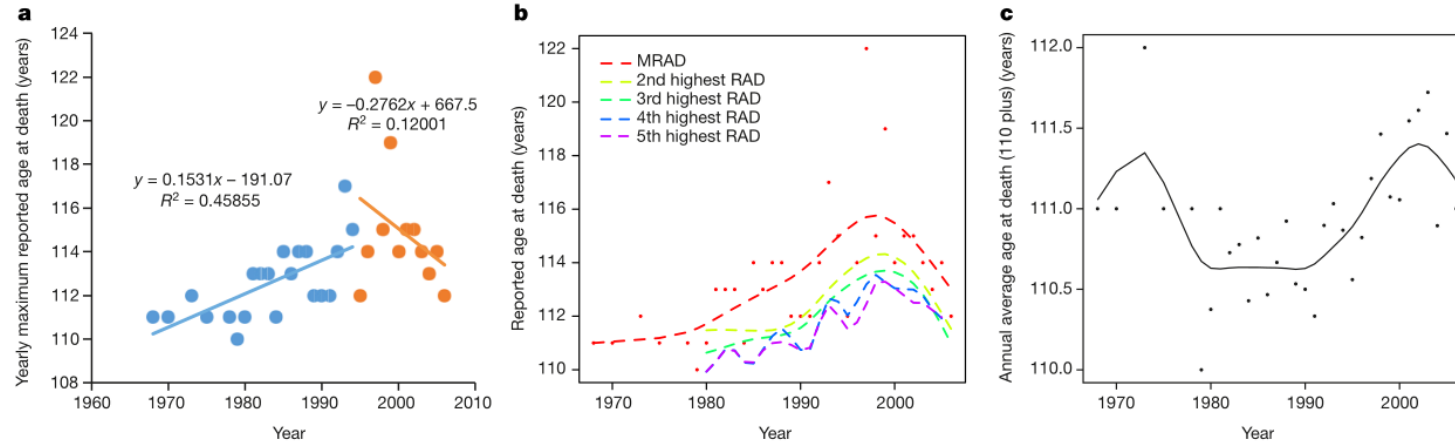 a
Yearly maximum reported age at death (years)
124
122
120
118
116
114
112
110
108
y = –0.2762x + 667.5
R² = 0.12001
y = 0.1531x – 191.07
R² = 0.45855
1960
1970
1980
1990
2000
2010
Year
b
Reported age at death (years)
122
120
118
116
114
112
110
MRAD
2nd highest RAD
3rd highest RAD
4th highest RAD
5th highest RAD
1970
1980
1990
2000
Year
c
Annual average age at death (110 plus) (years)
112.0
111.5
111.0
110.5
110.0
1970
1980
1990
2000
Year